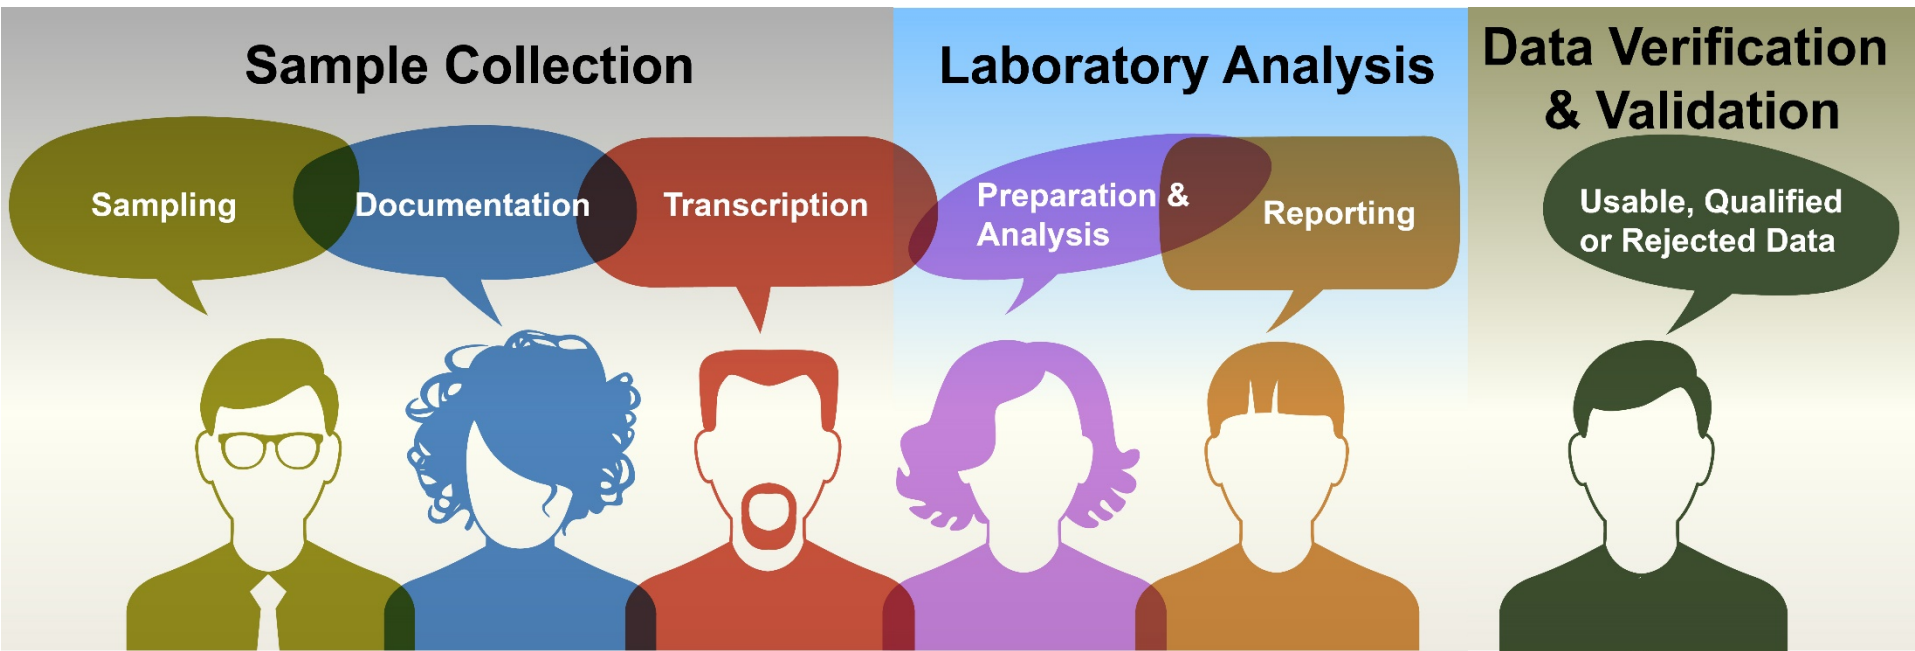 Sample Collection
Laboratory Analysis
Data Verification
& Validation
Sampling
Documentation
Transcription
Preparation &
Analysis
Reporting
Usable, Qualified
or Rejected Data